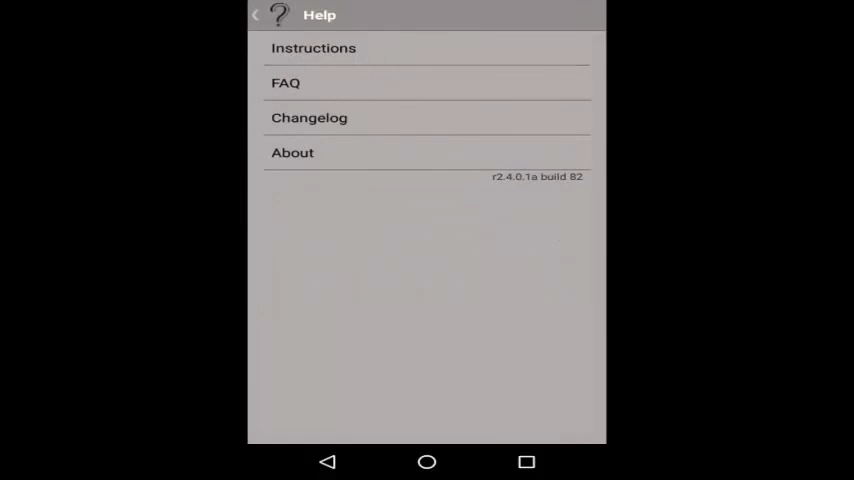 Help
Instructions
FAQ
Changelog
About
r2.4.0.1a build 82